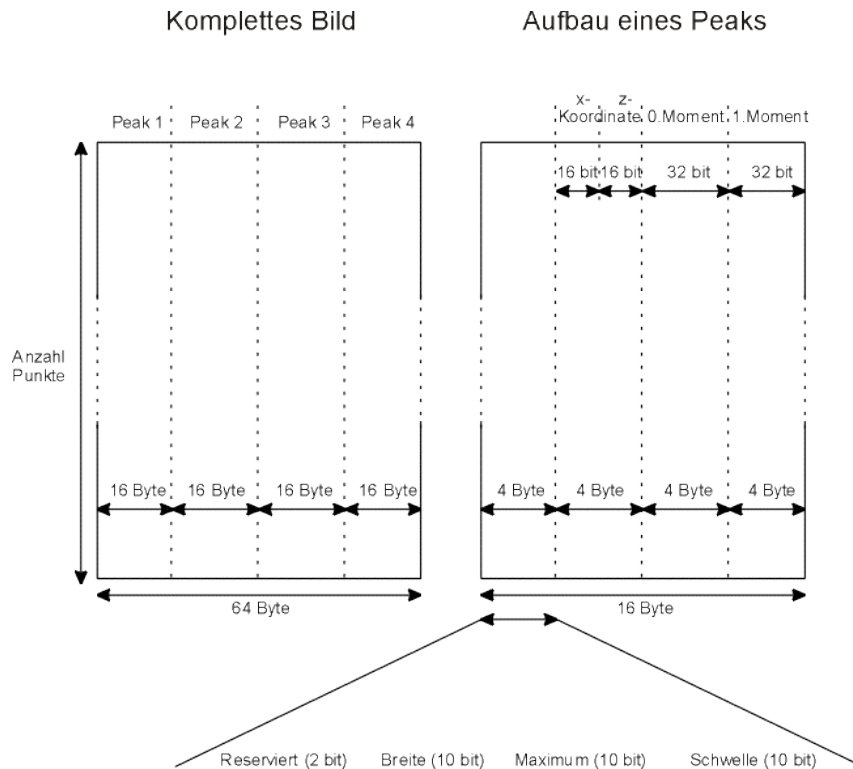 Komplettes Bild
Aufbau eines Peaks
Peak 1 Peak 2 Peak 3 Peak 4
x- z-
Koordinate 0.Moment 1.Moment
16 bit 16 bit 32 bit 32 bit
Anzahl
Punkte
16 Byte 16 Byte 16 Byte 16 Byte
4 Byte 4 Byte 4 Byte 4 Byte
64 Byte
16 Byte
Reserviert (2 bit) Breite (10 bit) Maximum (10 bit) Schwelle (10 bit)